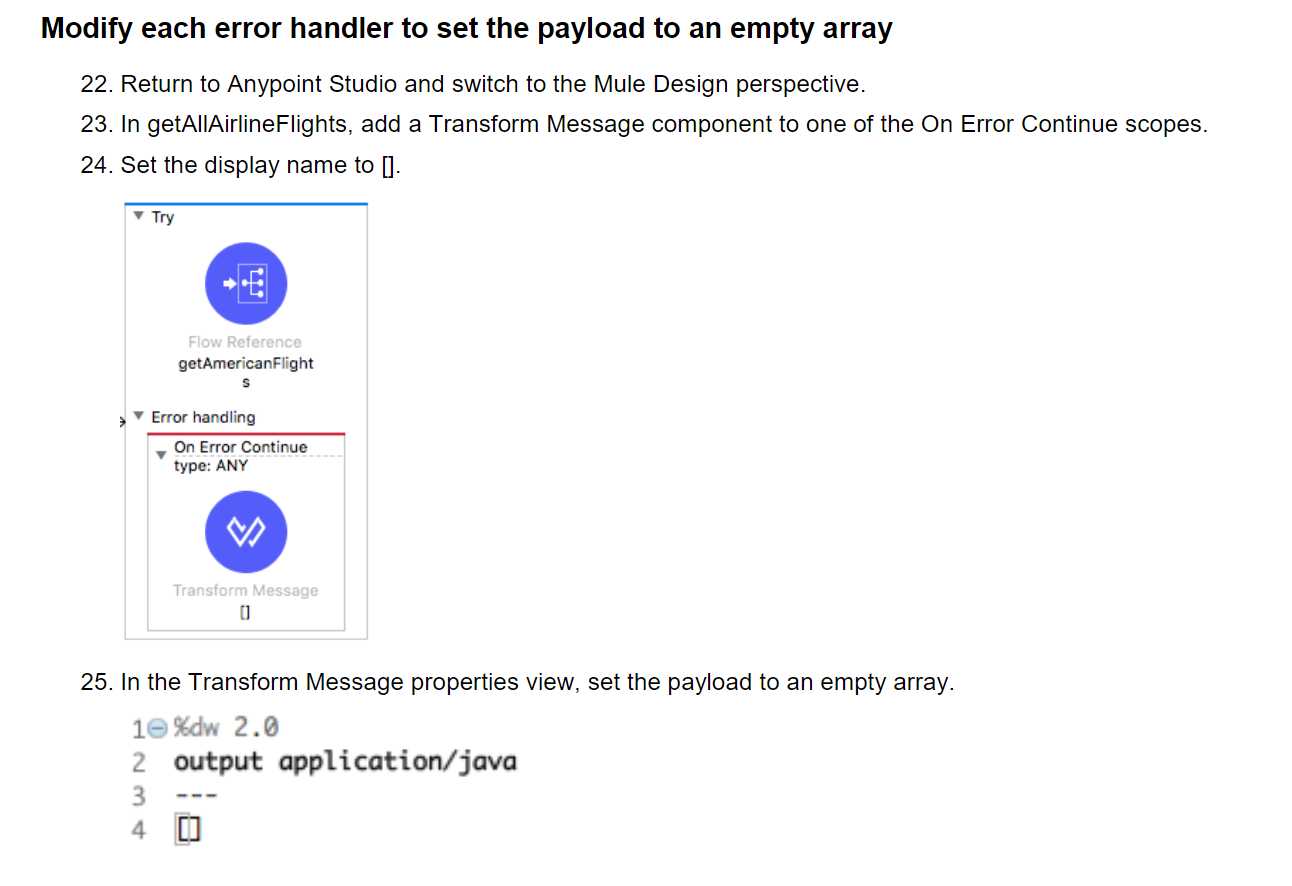 Modify each error handler to set the payload to an empty array
22. Return to Anypoint Studio and switch to the Mule Design perspective.
23. In getAllAirlineFlights, add a Transform Message component to one of the On Error Continue scopes.
24. Set the display name to [].
Try
Flow Reference
getAmericanFlight
s
Error handling
On Error Continue
type: ANY
Transform Message
[]
25. In the Transform Message properties view, set the payload to an empty array.
1 %dw 2.0
2 output application/java
3 ---
4 []